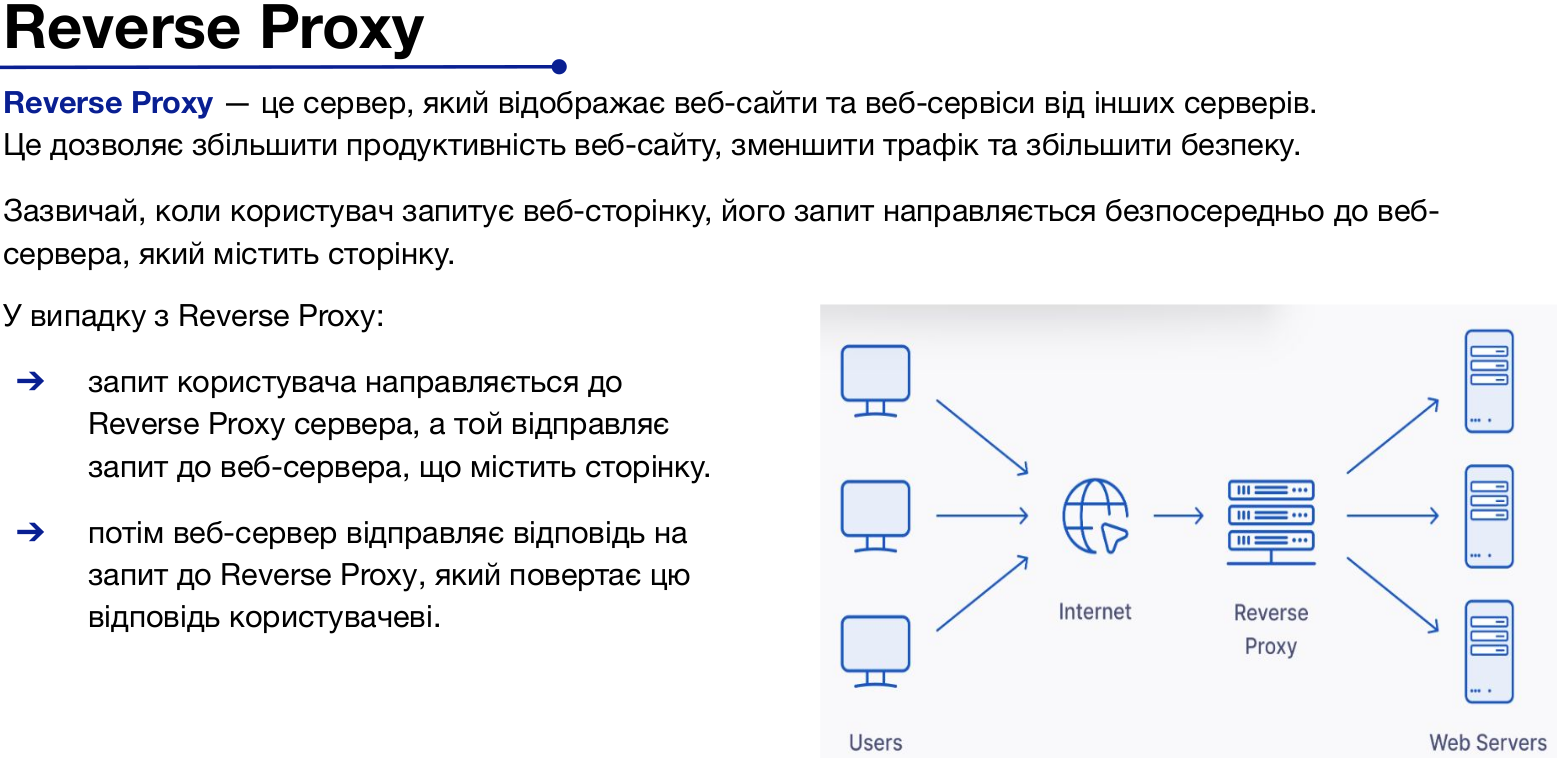 Reverse Proxy
Reverse Proxy — це сервер, який відображає веб-сайти та веб-сервіси від інших серверів.
Це дозволяє збільшити продуктивність веб-сайту, зменшити трафік та збільшити безпеку.
Зазвичай, коли користувач запитує веб-сторінку, його запит направляється безпосередньо до веб-
сервера, який містить сторінку.
У випадку з Reverse Proxy:
➔ запит користувача направляється до
Reverse Proxy сервера, а той відправляє
запит до веб-сервера, що містить сторінку.
➔ потім веб-сервер відправляє відповідь на
запит до Reverse Proxy, який повертає цю
відповідь користувачеві.
Internet
Reverse
Proxy
Users
Web Servers